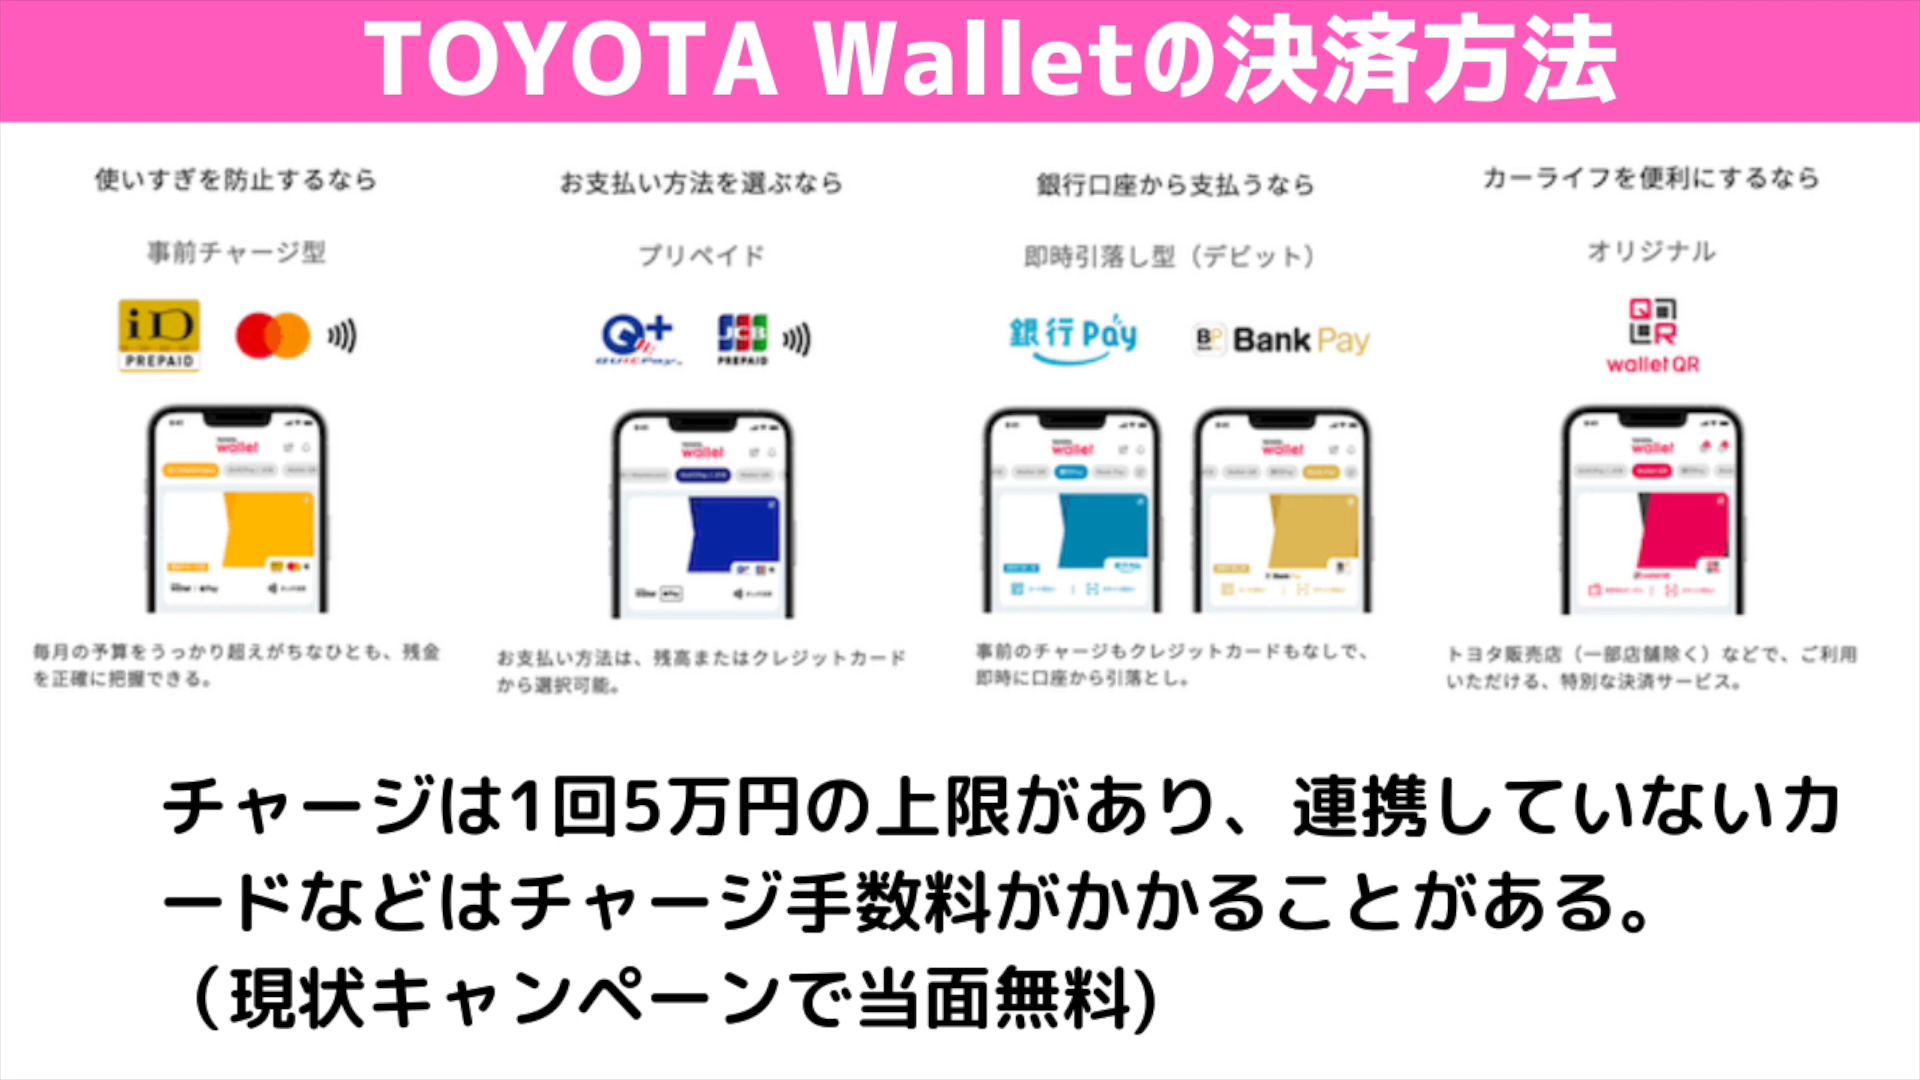 TOYOTA Walletの決済方法
使いすぎを防止するなら
事前チャージ型
iD
PREPAID
毎月の予算をうっかり超えがちなひとも、残金
を正確に把握できる。
お支払い方法を選ぶなら
プリペイド
QUICPay
JCB
PREPAID
お支払い方法は、残高またはクレジットカード
から選択可能。
銀行口座から支払うなら
即時引落し型（デビット）
銀行Pay
BP Bank Pay
事前のチャージもクレジットカードもなしで、
即時に口座から引落とし。
カーライフを便利にするなら
オリジナル
QR
wallet QR
トヨタ販売店（一部店舗除く）などで、ご利用
いただける、特別な決済サービス。
wallet
wallet
wallet
wallet
wallet
チャージは1回5万円の上限があり、連携していないカ
ードなどはチャージ手数料がかかることがある。
（現状キャンペーンで当面無料)